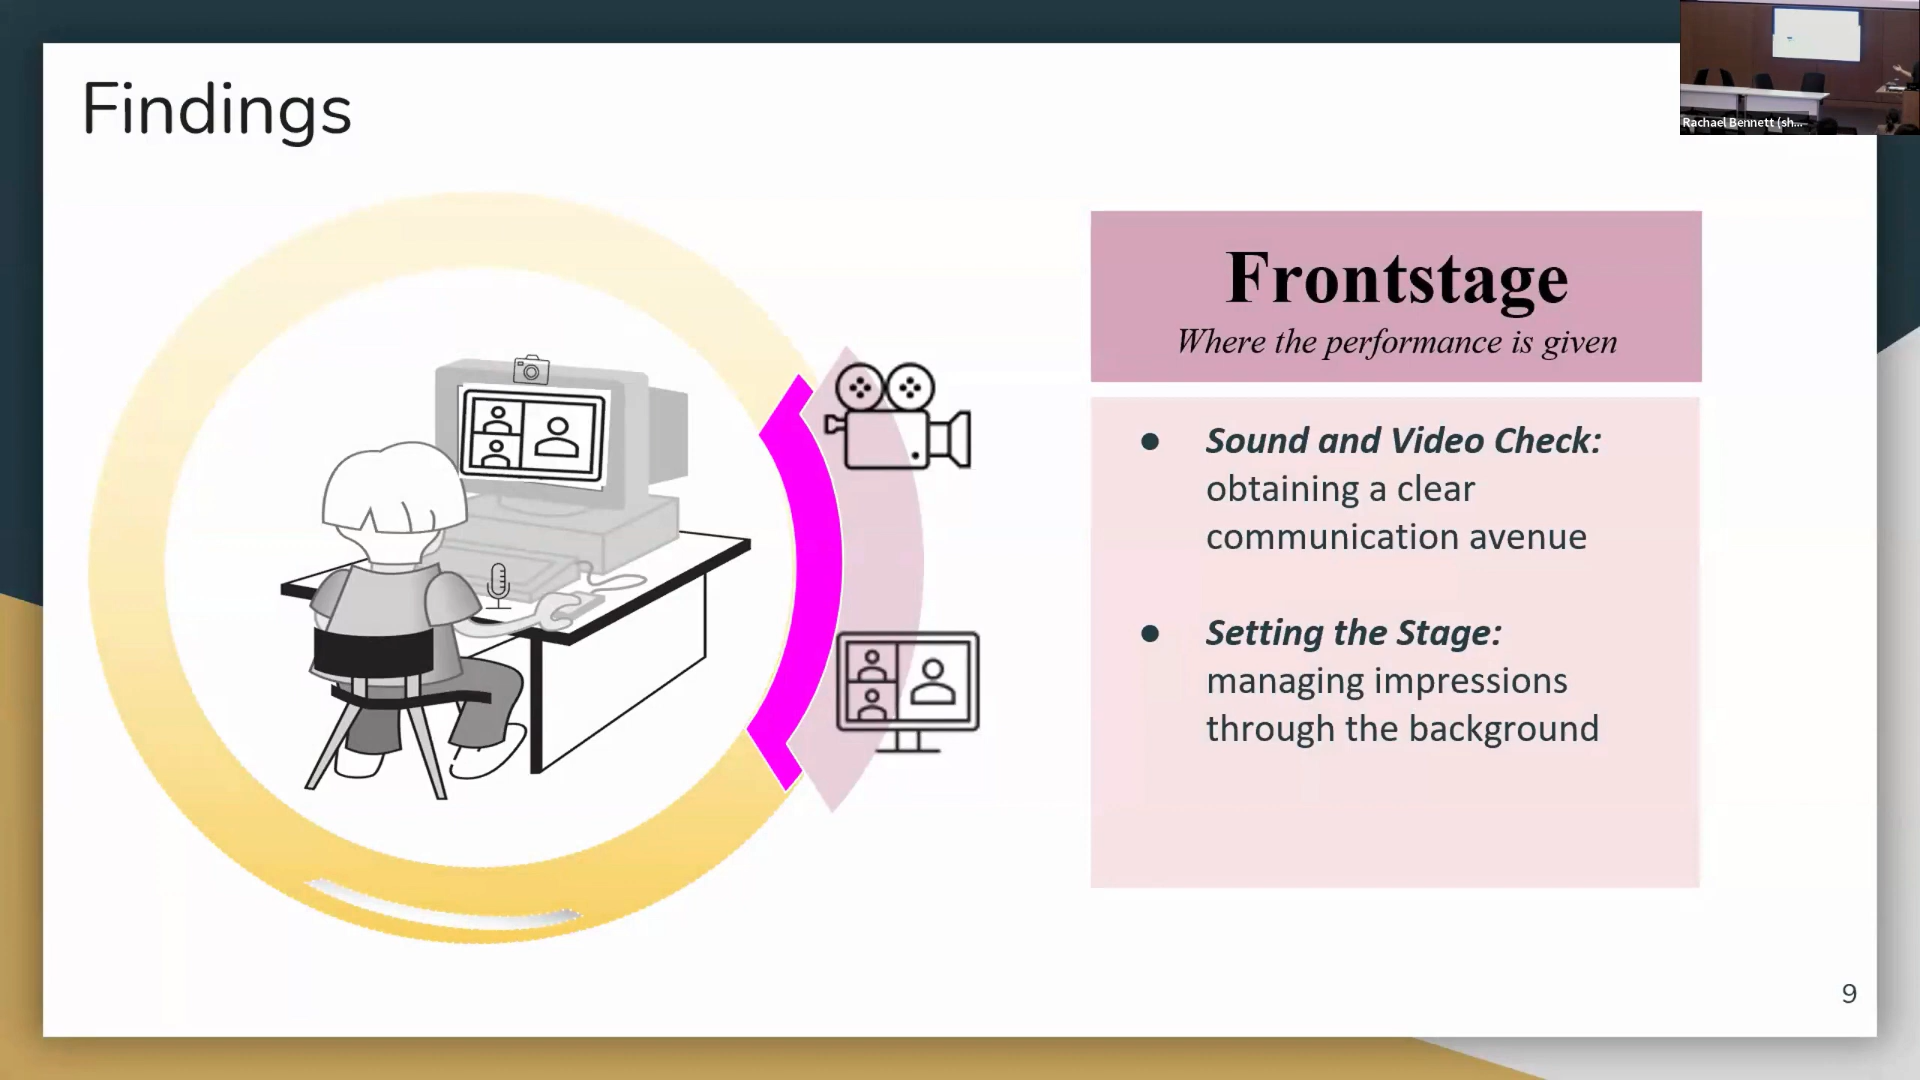 Findings
Rachael Bennett (sh...
Frontstage
Where the performance is given
● Sound and Video Check:
obtaining a clear
communication avenue
● Setting the Stage:
managing impressions
through the background
9